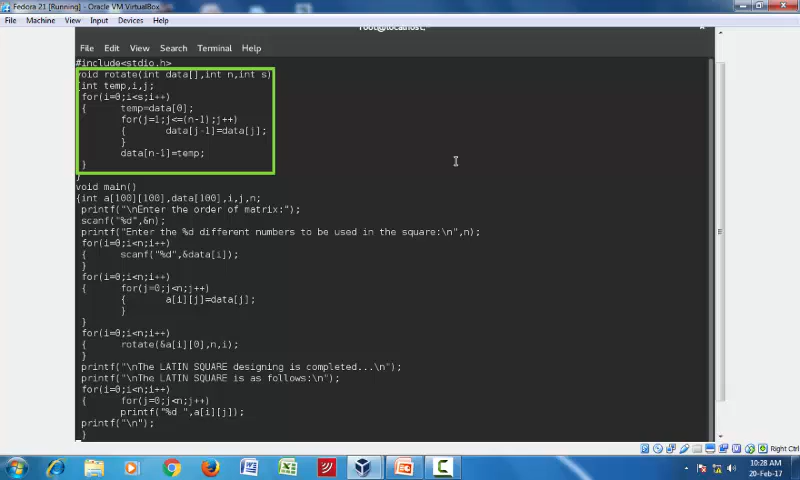 Fedora 21 [Running] - Oracle VM VirtualBox
File Machine View Input Devices Help
root@localhost:~
File Edit View Search Terminal Help
#include<stdio.h>
void rotate(int data[],int n,int s)
{int temp,i,j;
for(i=0;i<s;i++)
{ temp=data[0];
for(j=1;j<=(n-1);j++)
{ data[j-1]=data[j];
}
data[n-1]=temp;
}
}
void main()
{int a[100][100],data[100],i,j,n;
printf("\nEnter the order of matrix:");
scanf("%d",&n);
printf("Enter the %d different numbers to be used in the square:\n",n);
for(i=0;i<n;i++)
{ scanf("%d",&data[i]);
}
for(i=0;i<n;i++)
{ for(j=0;j<n;j++)
{ a[i][j]=data[j];
}
}
for(i=0;i<n;i++)
{ rotate(&a[i][0],n,i);
}
printf("\nThe LATIN SQUARE designing is completed...\n");
printf("\nThe LATIN SQUARE is as follows:\n");
for(i=0;i<n;i++)
{ for(j=0;j<n;j++)
printf("%d ",a[i][j]);
printf("\n");
}
Right Ctrl
10:28 AM
20-Feb-17